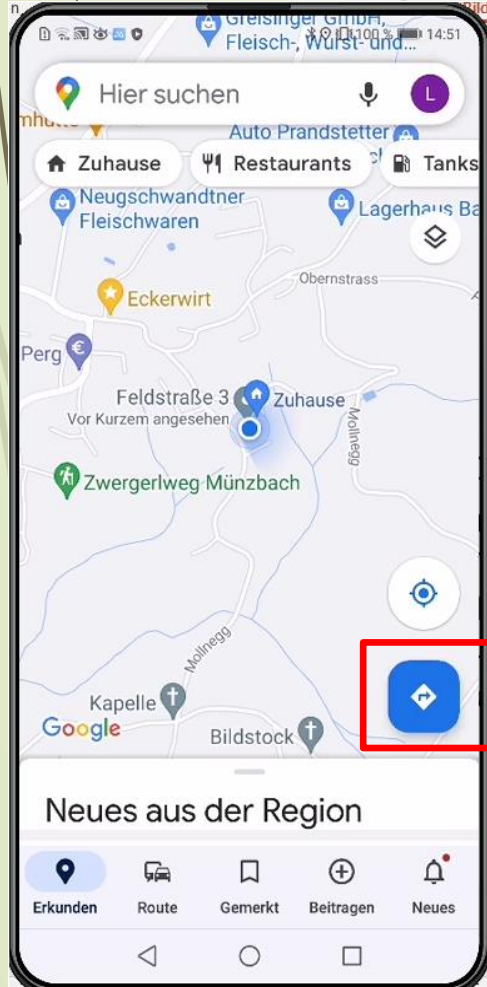 Greisinger GmbH,
Fleisch-, Wurst- und...
100 % 14:51
Hier suchen
L
Auto Prandstetter
Zuhause
Restaurants
Tanks
Neugschwandtner
Fleischwaren
Lagerhaus Ba
Obernstrass
Eckerwirt
Perg
Feldstraße 3
Vor Kurzem angesehen
Zuhause
Mollnegg
Zwergerlweg Münzbach
Mollnegg
Kapelle
Google
Bildstock
Neues aus der Region
Erkunden
Route
Gemerkt
Beitragen
Neues